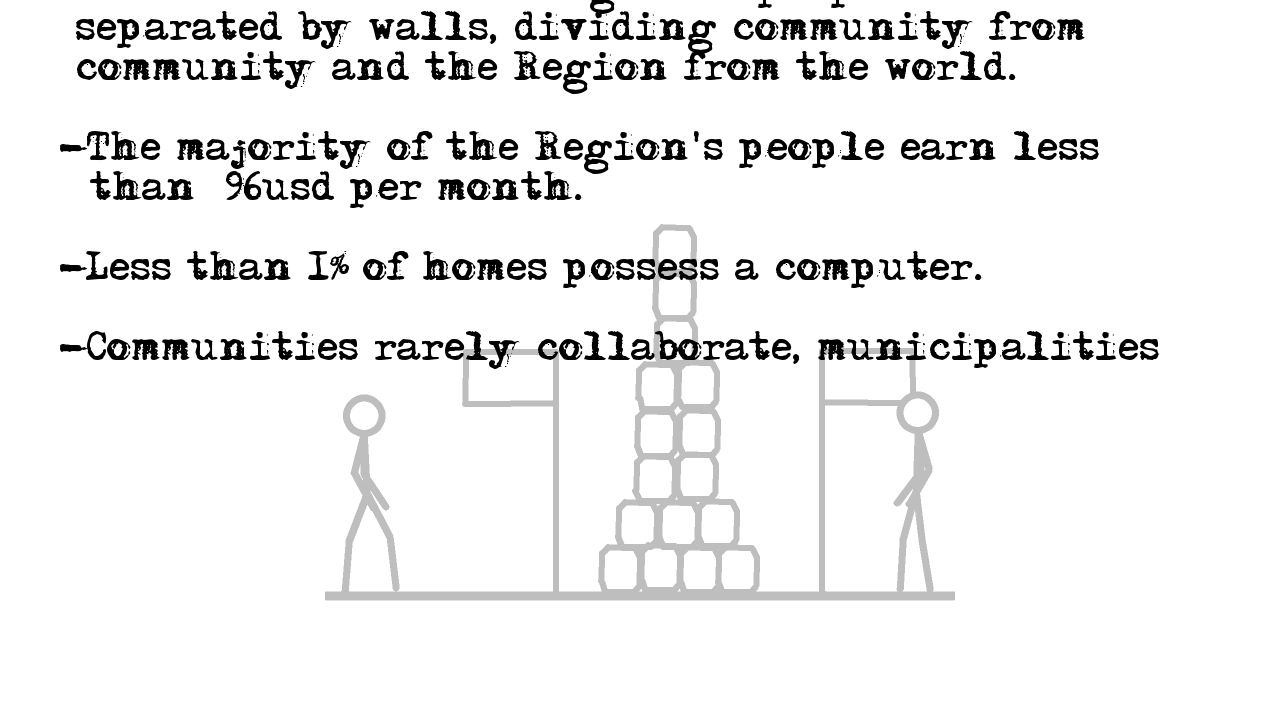 separated by walls, dividing community from
community and the Region from the world.
-The majority of the Region's people earn less
than 96usd per month.
-Less than 1% of homes possess a computer.
-Communities rarely collaborate, municipalities